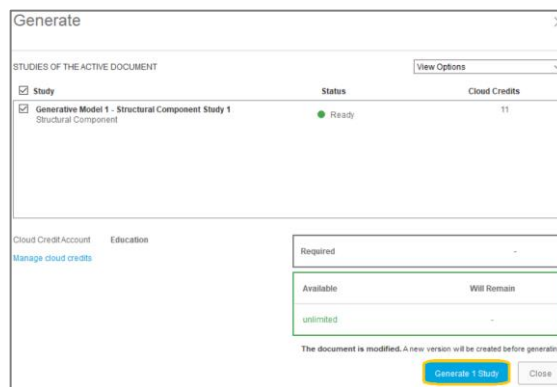 Generate
STUDIES OF THE ACTIVE DOCUMENT
View Options
Study Status Cloud Credits
Generative Model 1 - Structural Component Study 1 Ready 11
Structural Component
Cloud Credit Account Education
Manage cloud credits
Required -
Available Will Remain
unlimited -
The document is modified. A new version will be created before generatin
Generate 1 Study Close